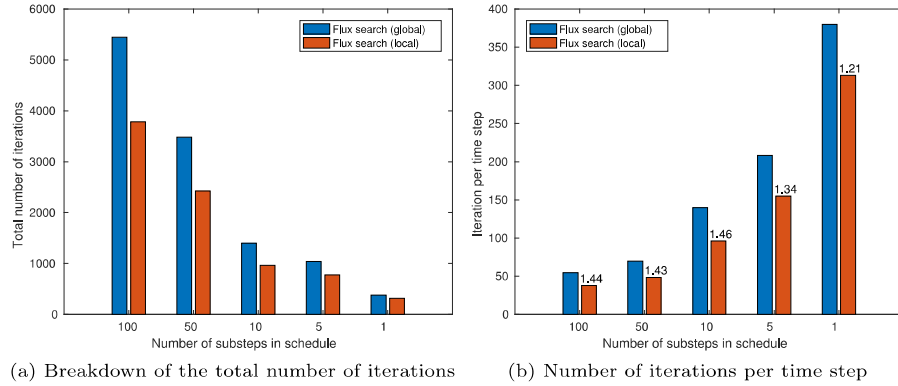 Total number of iterations
6000
5000
4000
3000
2000
1000
0
Flux search (global)
Flux search (local)
100 50 10 5 1
Number of substeps in schedule
(a) Breakdown of the total number of iterations
Iteration per time step
400
350
300
250
200
150
100
50
0
Flux search (global)
Flux search (local)
1.44
1.43
1.46
1.34
1.21
100 50 10 5 1
Number of substeps in schedule
(b) Number of iterations per time step